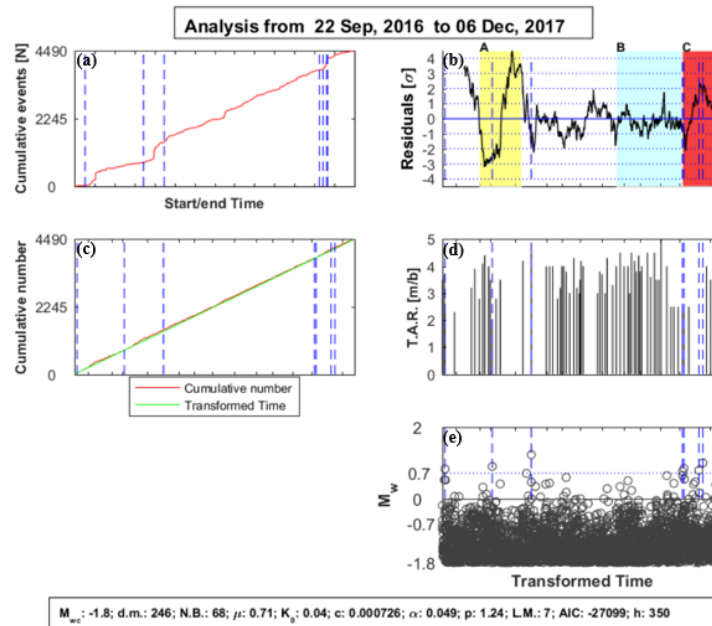 Analysis from 22 Sep, 2016 to 06 Dec, 2017
(a)
Cumulative events [N]
4490
2245
0
Start/end Time
(b)
A
B
C
Residuals [σ]
4
3
2
1
0
-1
-2
-3
-4
(c)
Cumulative number
4490
2245
0
Cumulative number
Transformed Time
(d)
T.A.R. [m/b]
5
4
3
2
1
0
(e)
M_w
2
0.7
0
-0.7
-1.8
Transformed Time
M_wc: -1.8; d.m.: 246; N.B.: 68; μ: 0.71; K_0: 0.04; c: 0.000726; α: 0.049; p: 1.24; L.M.: 7; AIC: -27099; h: 350